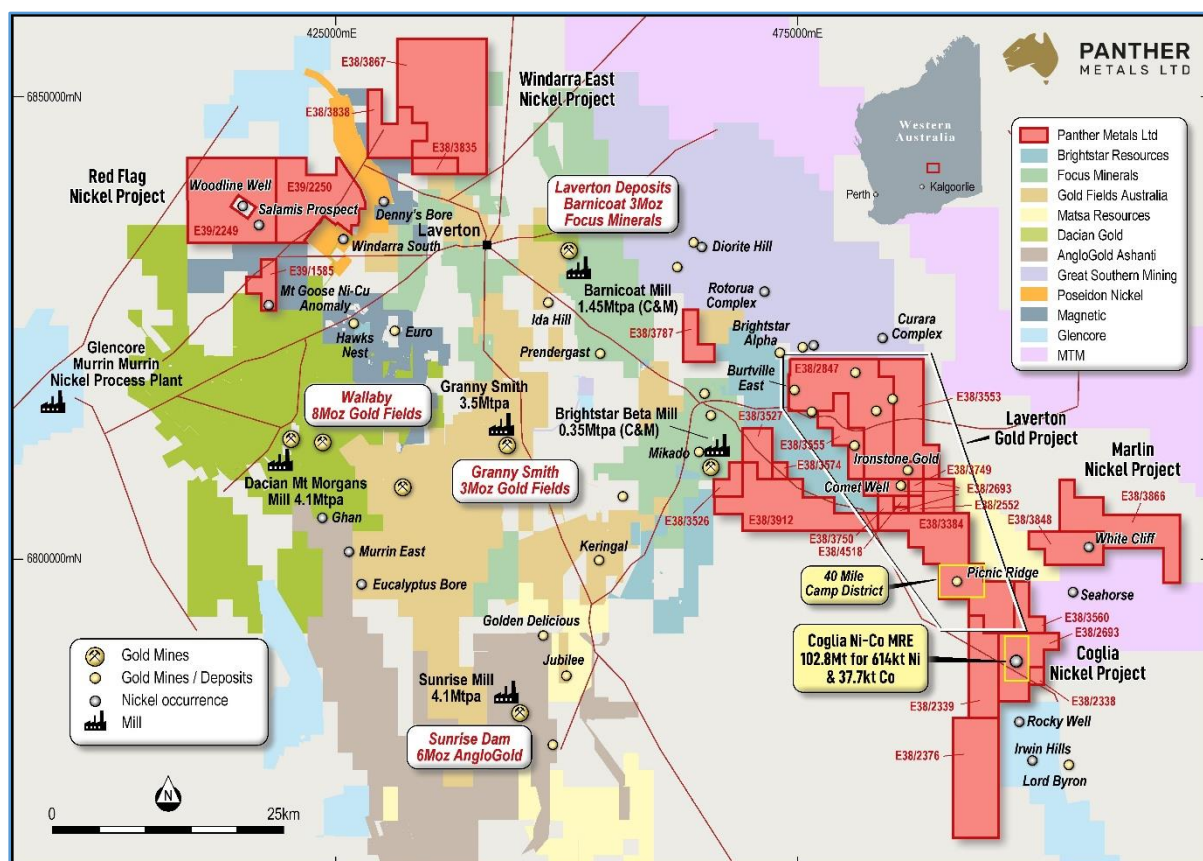 425000mE
475000mE
6850000mN
6800000mN
PANTHER
METALS LTD
Western
Australia
Perth
Kalgoorlie
Panther Metals Ltd
Brightstar Resources
Focus Minerals
Gold Fields Australia
Matsa Resources
Dacian Gold
AngloGold Ashanti
Great Southern Mining
Poseidon Nickel
Magnetic
Glencore
MTM
E38/3867
E38/3838
E38/3835
Windarra East
Nickel Project
Red Flag
Nickel Project
Woodline Well
E39/2250
Salamis Prospect
E39/2249
Denny's Bore
Laverton
Windarra South
E39/1585
Mt Goose Ni-Cu
Anomaly
Hawks
Nest
Euro
Laverton Deposits
Barnicoat 3Moz
Focus Minerals
Barnicoat Mill
1.45Mtpa (C&M)
Ida Hill
Prendergast
Diorite Hill
Rotorua
Complex
E38/3787
Brightstar
Alpha
Curara
Complex
Burtville
East
E38/2847
E38/3553
Laverton
Gold Project
Glencore
Murrin Murrin
Nickel Process Plant
Wallaby
8Moz Gold Fields
Granny Smith
3.5Mtpa
Granny Smith
3Moz Gold Fields
Brightstar Beta Mill
0.35Mtpa (C&M)
Mikado
E38/3527
E38/3555
E38/3574
Ironstone Gold
Comet Well
E38/3749
E38/2693
E38/2552
E38/3384
E38/3526
E38/3912
E38/3750
E38/4518
Marlin
Nickel Project
E38/3866
E38/3848
White Cliff
Dacian Mt Morgans
Mill 4.1Mtpa
Ghan
Murrin East
Eucalyptus Bore
Keringal
40 Mile
Camp District
Picnic Ridge
Seahorse
E38/3560
E38/2693
Coglia
Nickel Project
Coglia Ni-Co MRE
102.8Mt for 614kt Ni
& 37.7kt Co
E38/2338
E38/2339
E38/2376
Rocky Well
Irwin Hills
Lord Byron
Golden Delicious
Jubilee
Sunrise Mill
4.1Mtpa
Sunrise Dam
6Moz AngloGold
Gold Mines
Gold Mines / Deposits
Nickel occurrence
Mill
N
0
25km